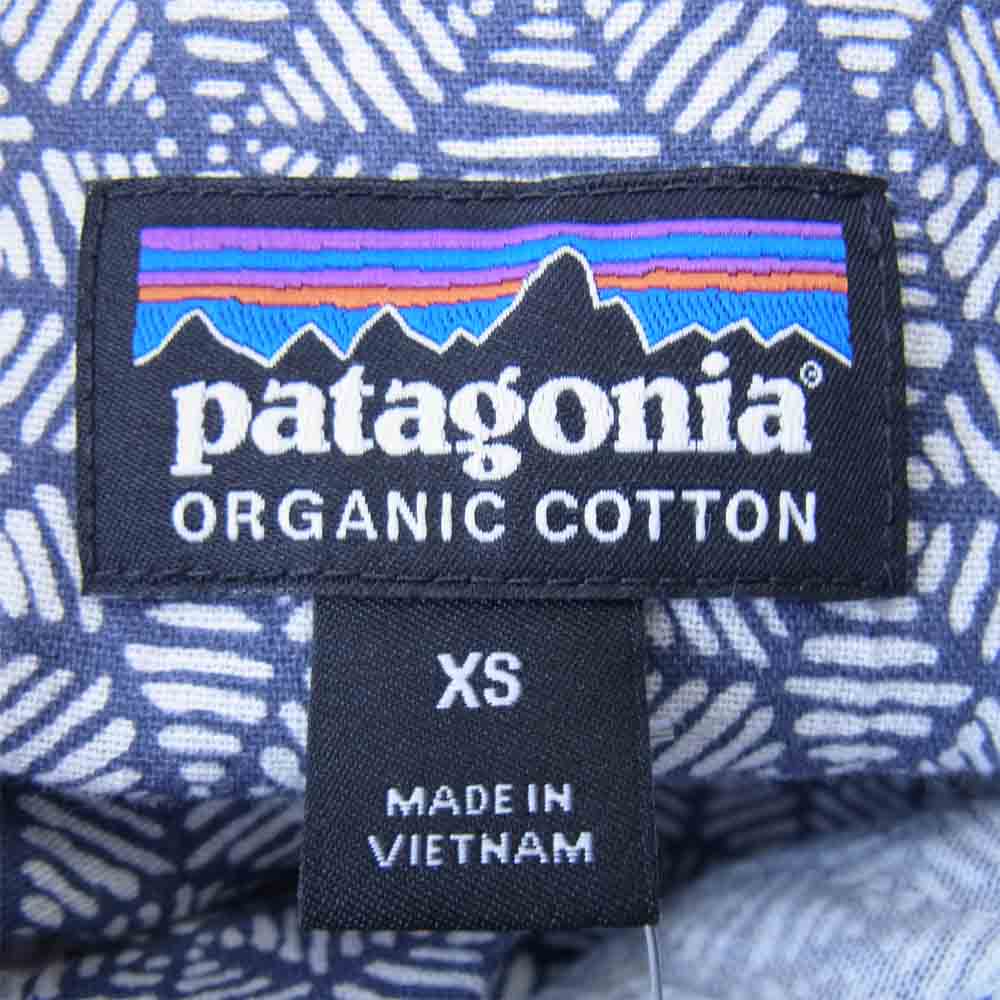 patagonia©
ORGANIC COTTON
XS
MADE IN
VIETNAM